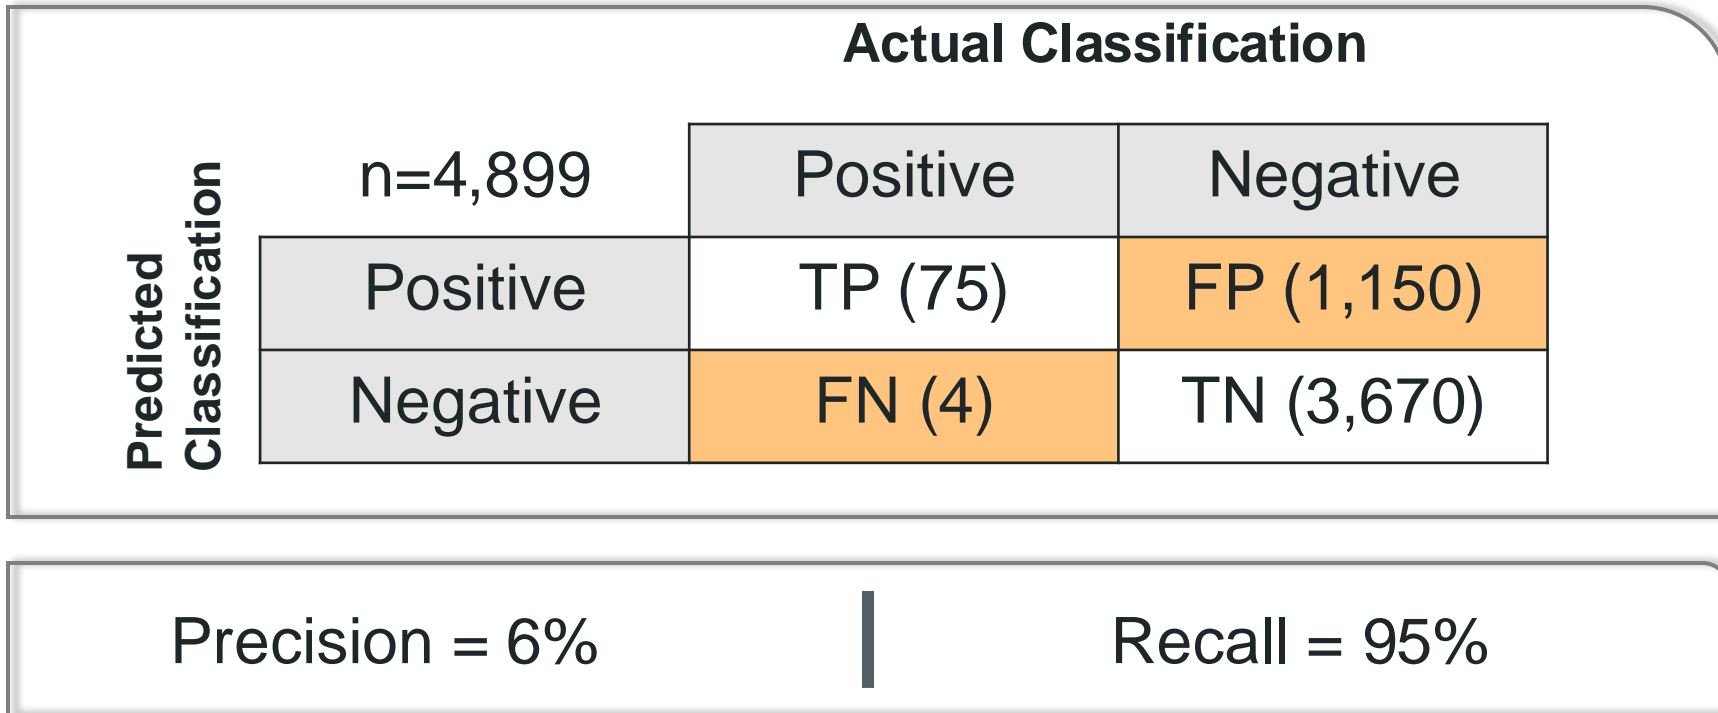 Actual Classification
Predicted
Classification
n=4,899 Positive Negative
Positive TP (75) FP (1,150)
Negative FN (4) TN (3,670)
Precision = 6% Recall = 95%